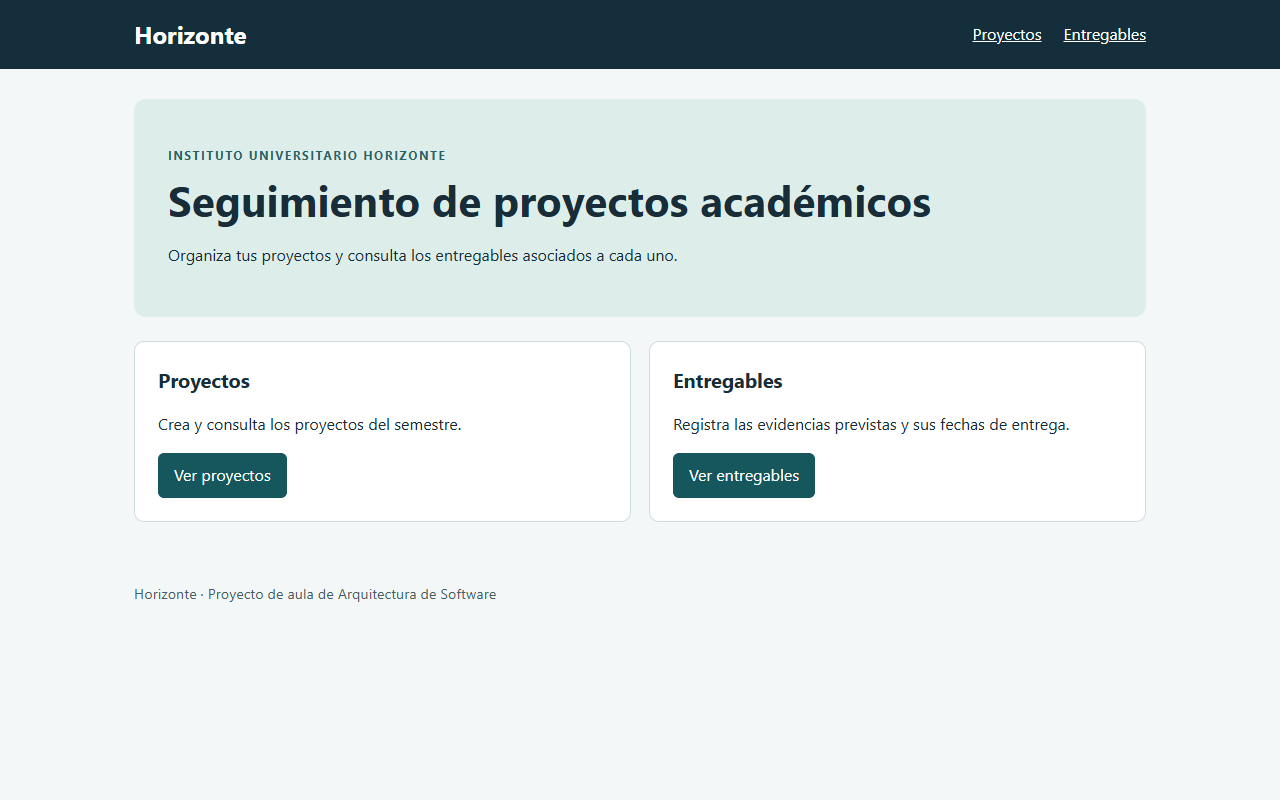 Horizonte
Proyectos
Entregables
INSTITUTO UNIVERSITARIO HORIZONTE
Seguimiento de proyectos académicos
Organiza tus proyectos y consulta los entregables asociados a cada uno.
Proyectos
Crea y consulta los proyectos del semestre.
Ver proyectos
Entregables
Registra las evidencias previstas y sus fechas de entrega.
Ver entregables
Horizonte · Proyecto de aula de Arquitectura de Software